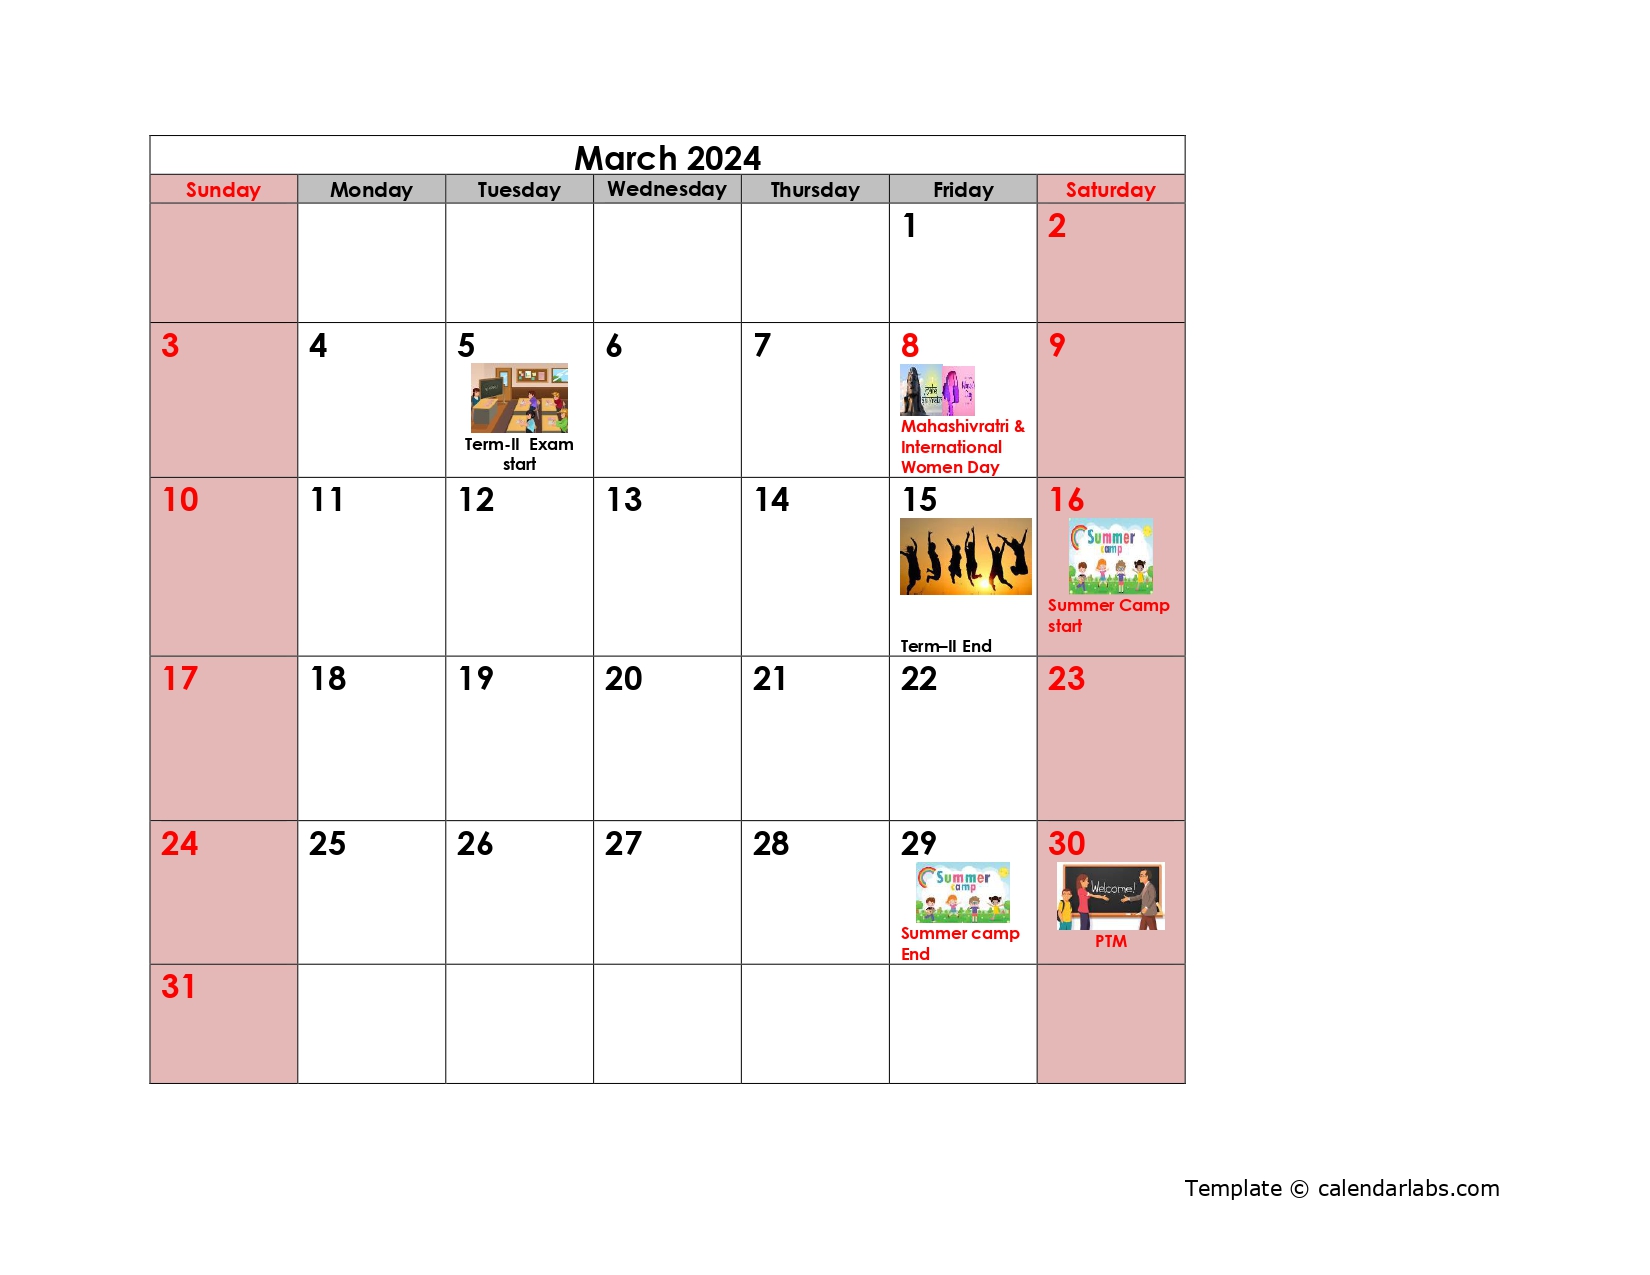 March 2024
Sunday Monday Tuesday Wednesday Thursday Friday Saturday
1 2
3 4 5 6 7 8 9
Term-II Exam
start
Mahashivratri &
International
Women Day
10 11 12 13 14 15 16
Summer
camp
Summer Camp
start
Term–II End
17 18 19 20 21 22 23
24 25 26 27 28 29 30
Summer
camp
Welcome!
Summer camp
End
PTM
31
Template © calendarlabs.com